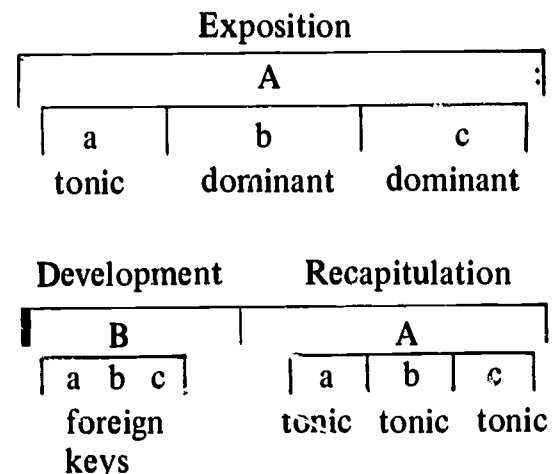 Exposition
A :
a b c
tonic dominant dominant
Development Recapitulation
B A
a b c a b c
foreign tonic tonic tonic
keys